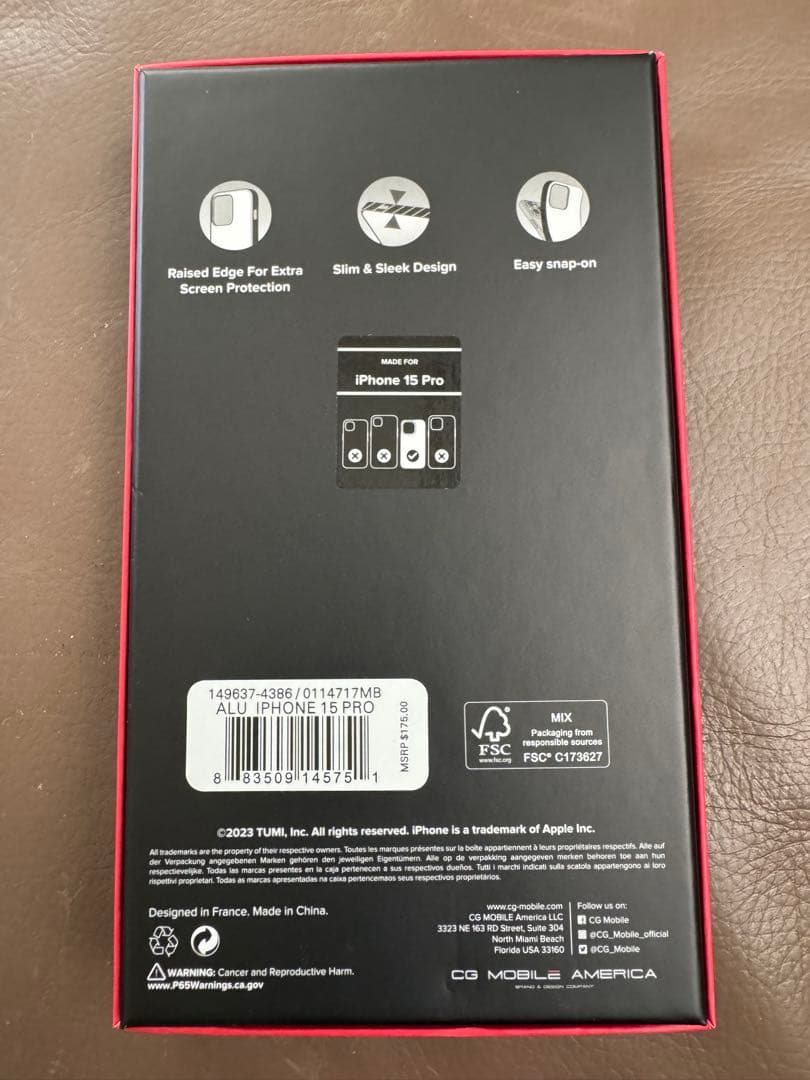 Raised Edge For Extra
Screen Protection
Slim & Sleek Design
Easy snap-on
MADE FOR
iPhone 15 Pro
149637-4386/0114717MB
ALU IPHONE 15 PRO
MSRP $175.00
8 83509 14575 1
FSC
www.fsc.org
MIX
Packaging from
responsible sources
FSC® C173627
©2023 TUMI, Inc. All rights reserved. iPhone is a trademark of Apple Inc.
All trademarks are the property of their respective owners. Toutes les marques présentes sur la boîte appartiennent à leurs propriétaires respectifs. Alle auf
der Verpackung angegebenen Marken gehören den jeweiligen Eigentümern. Alle op de verpakking aangegeven merken behoren toe aan hun
respectievelijke. Todas las marcas presentes en la caja pertenecen a sus respectivos dueños. Tutti i marchi indicati sulla scatola appartengono ai loro
rispettivi proprietari. Todas as marcas apresentadas na caixa pertencemaos seus respectivos proprietários.
Designed in France. Made in China.
WARNING: Cancer and Reproductive Harm.
www.P65Warnings.ca.gov
www.cg-mobile.com
CG MOBILE America LLC
3323 NE 163 RD Street, Suite 304
North Miami Beach
Florida USA 33160
Follow us on:
CG Mobile
@CG_Mobile_official
@CG_Mobile
CG MOBILE AMERICA
BRAND & DESIGN COMPANY